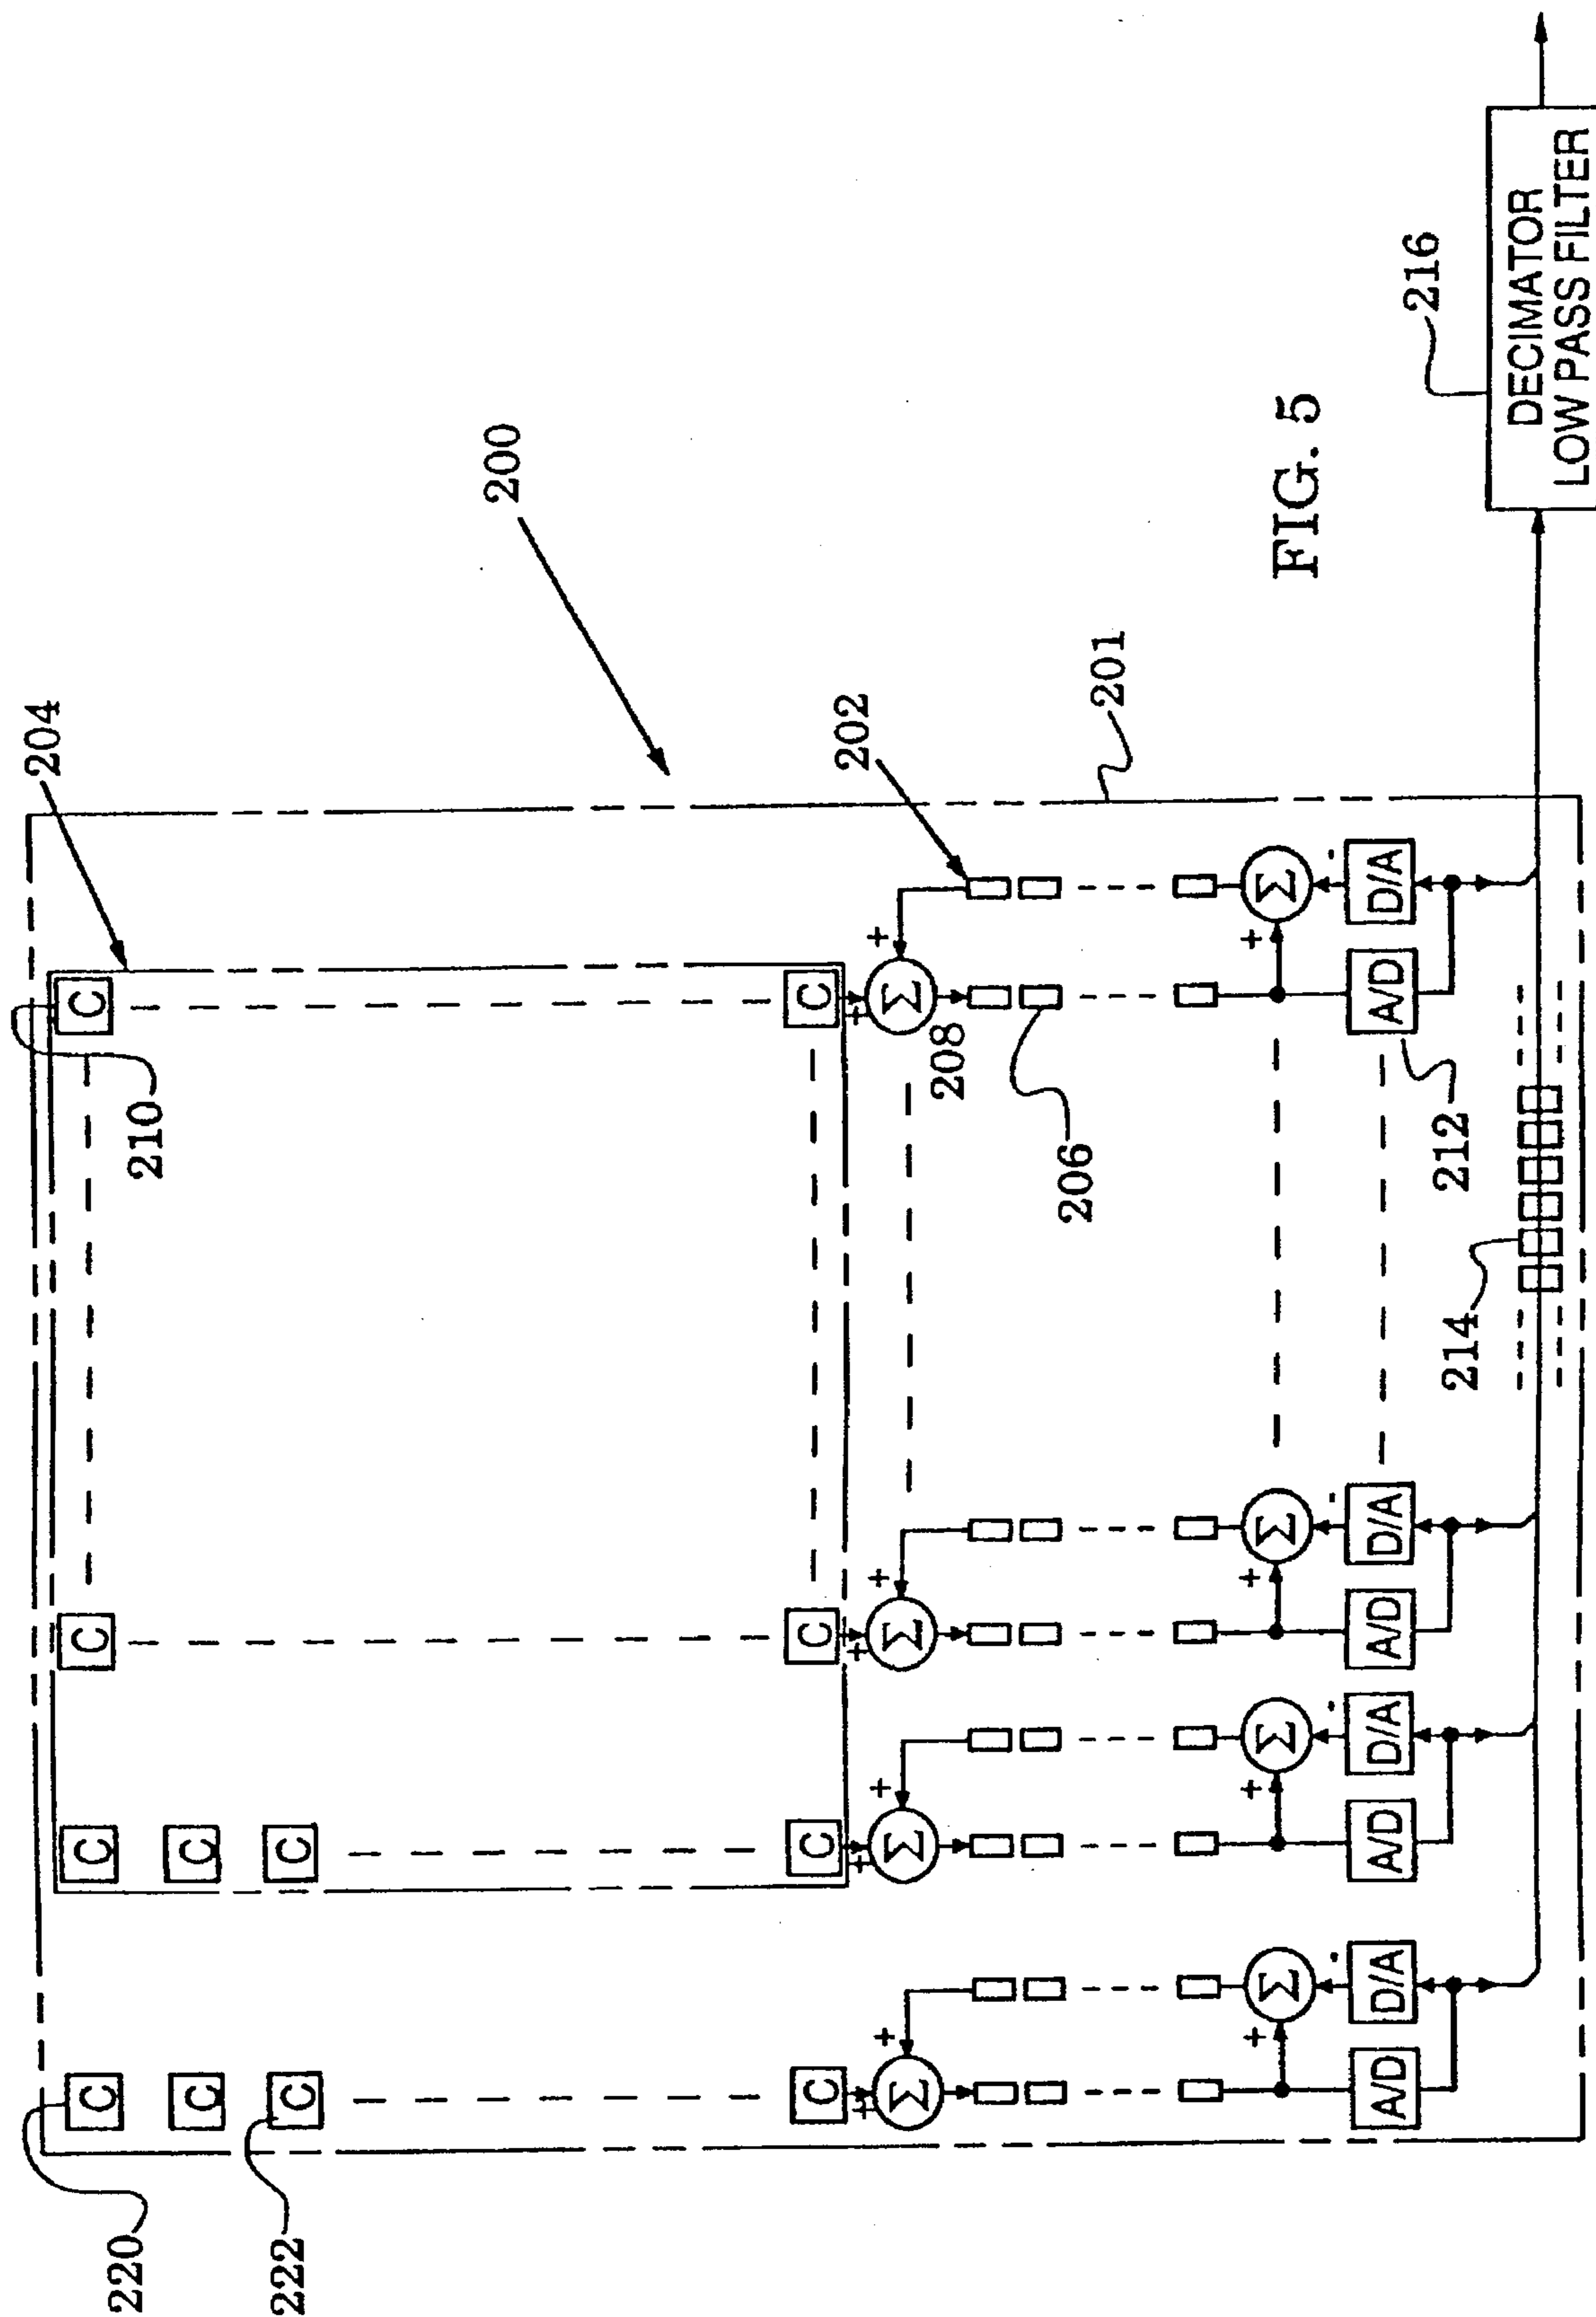 204
C C C C
220 210
C C
222 C C
200
C C C C
202
+ + + +
+ + + +
Σ Σ Σ Σ
208
206
201
+ + + +
Σ Σ Σ Σ
FIG. 5
- - - -
A/D D/A A/D D/A A/D D/A A/D D/A
216
212
214
DECIMATOR
LOW PASS FILTER